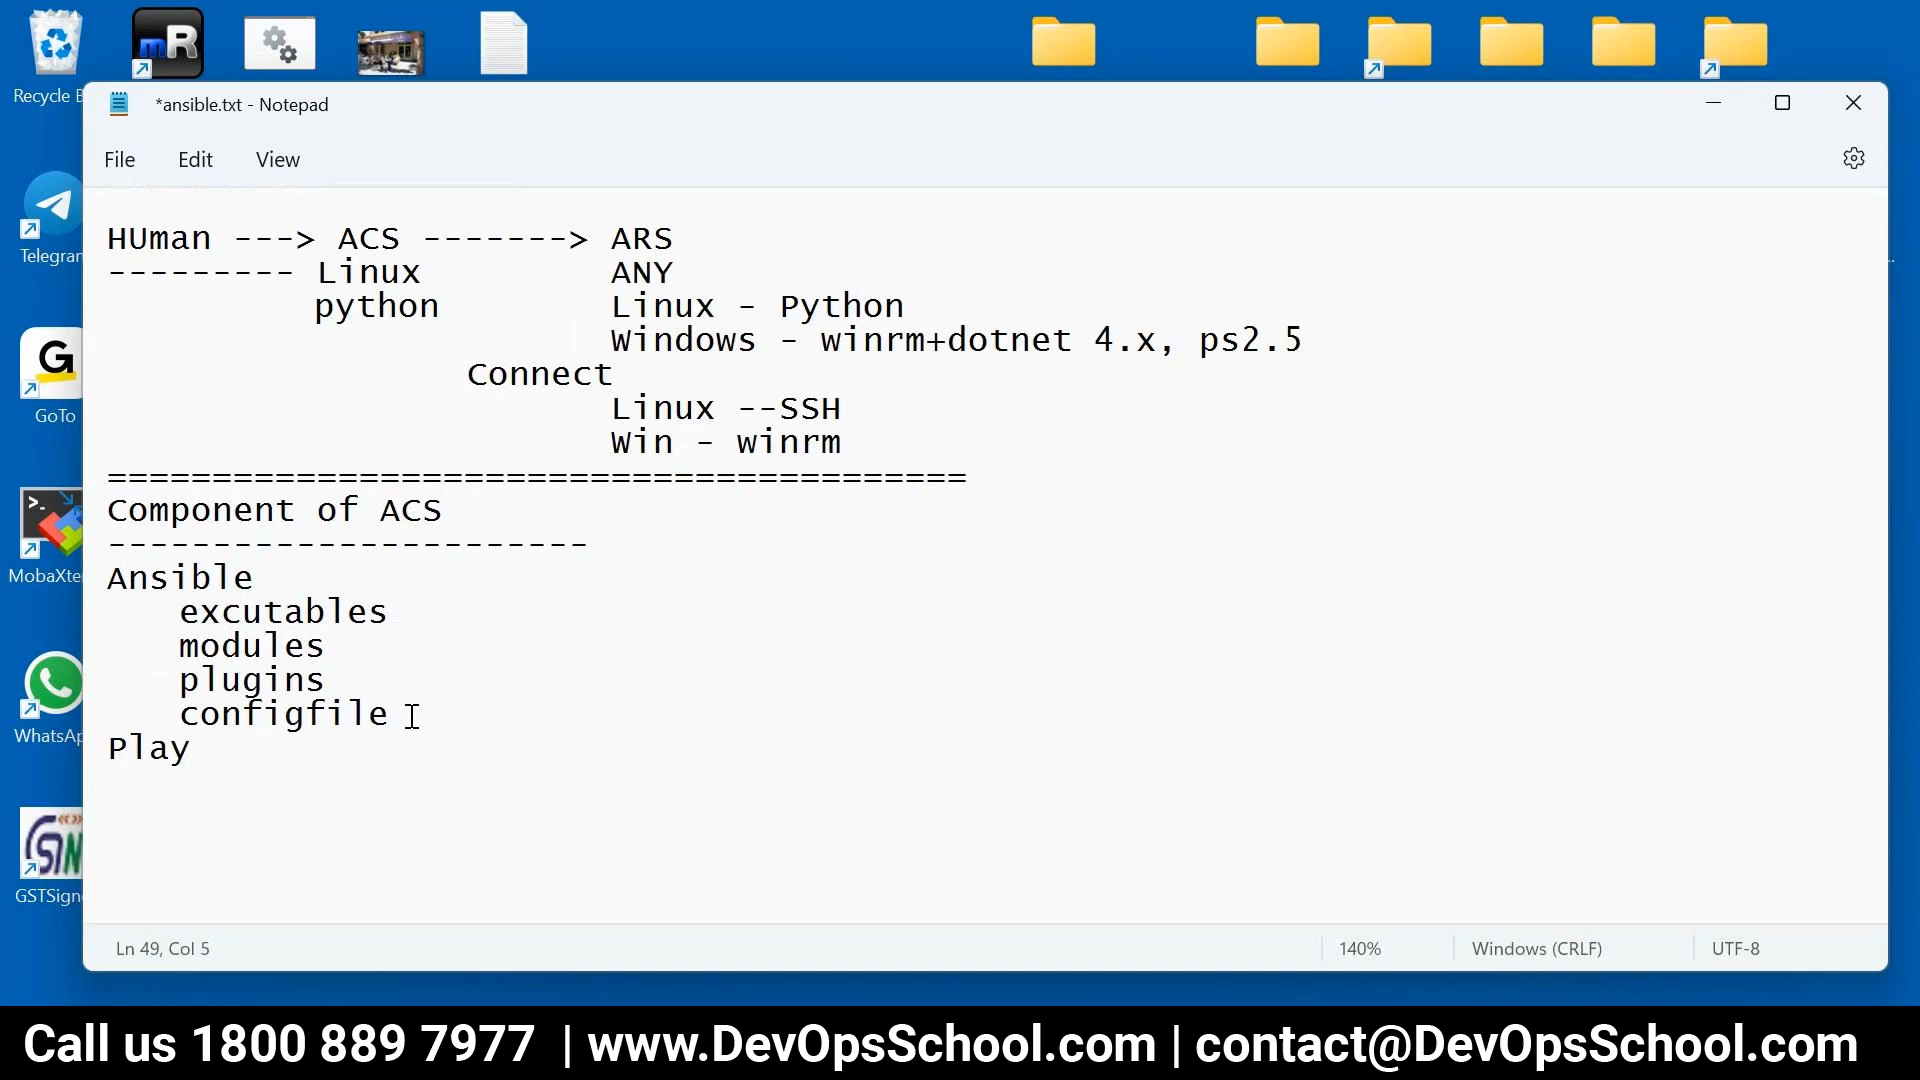 Recycle B
*ansible.txt - Notepad
File Edit View
HUman ---> ACS -------> ARS
--------- Linux ANY
python Linux - Python
Windows - winrm+dotnet 4.x, ps2.5
Connect
Linux --SSH
Win - winrm
=========================================
Component of ACS
-----------------------
Ansible
excutables
modules
plugins
configfile
Play
Telegran
GoTo
MobaXte
WhatsAp
GSTSign
Ln 49, Col 5 140% Windows (CRLF) UTF-8
Call us 1800 889 7977 | www.DevOpsSchool.com | contact@DevOpsSchool.com